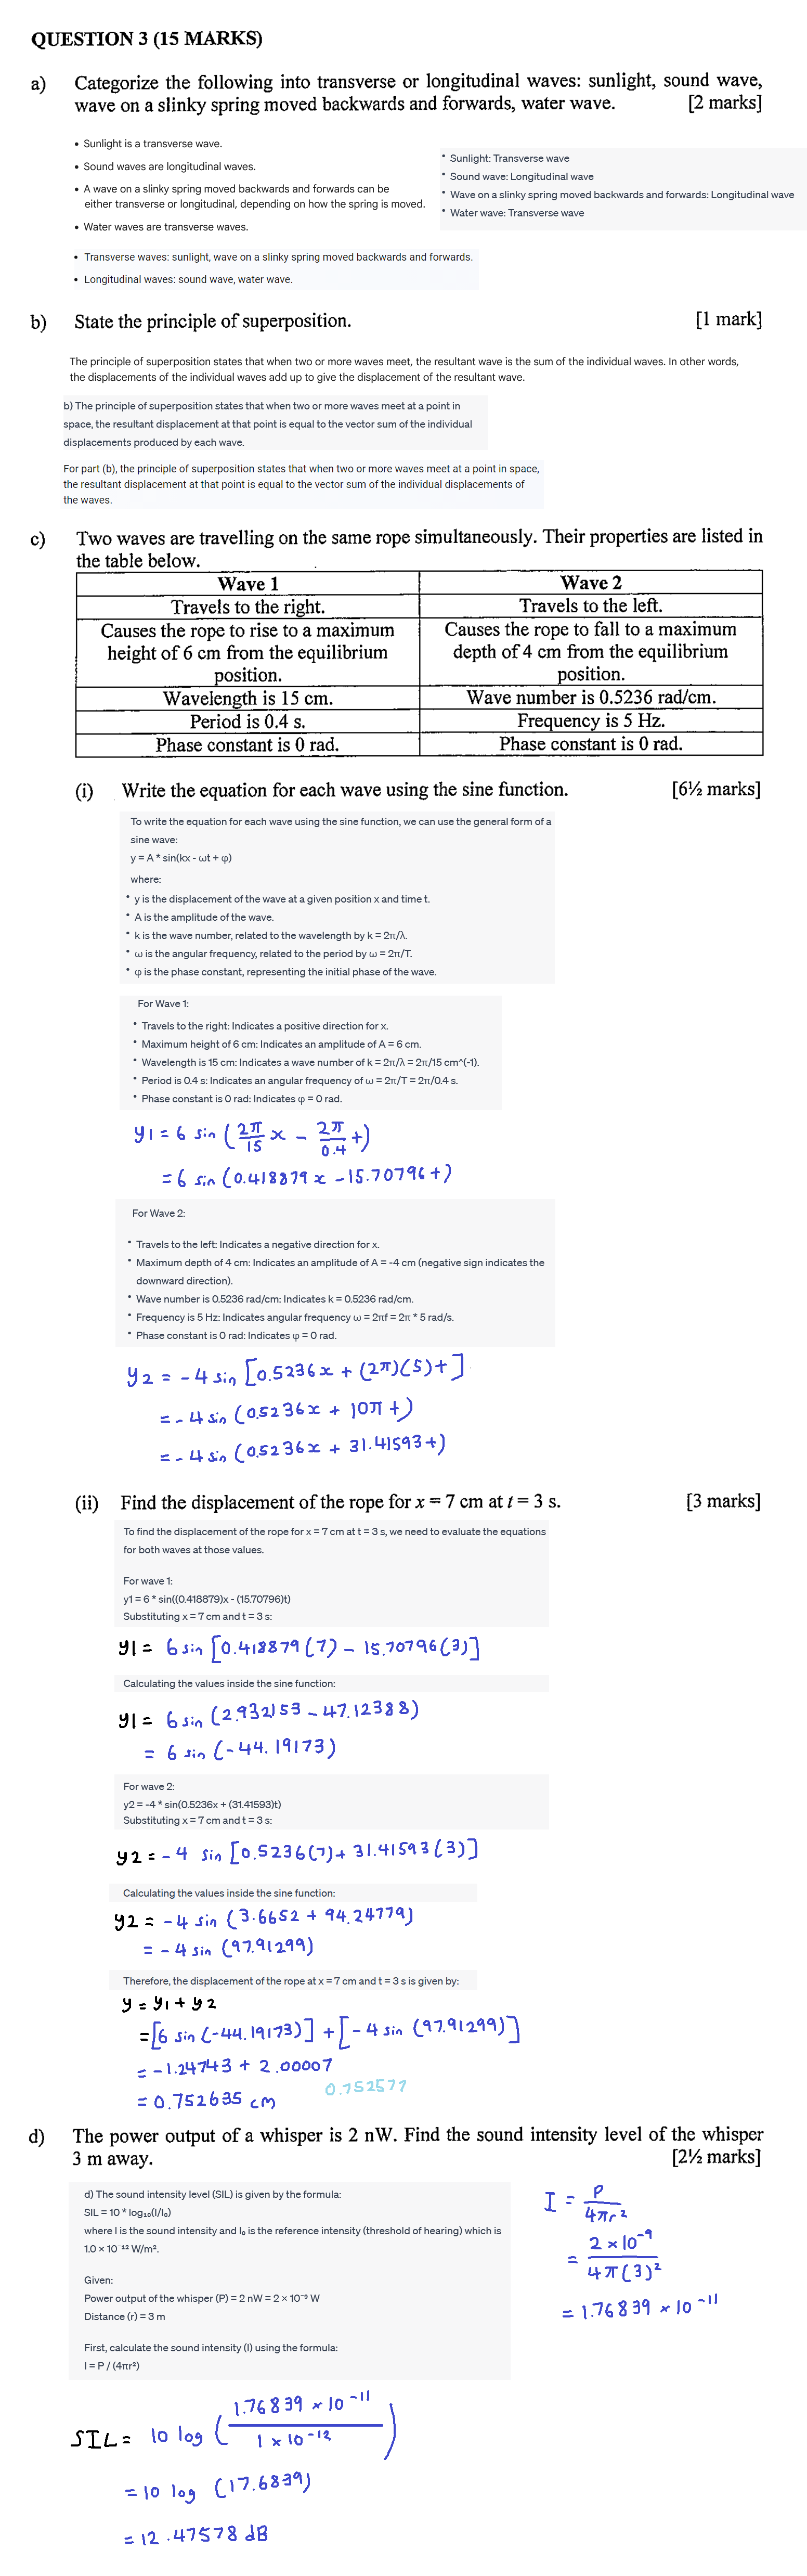 QUESTION 3 (15 MARKS)
a) Categorize the following into transverse or longitudinal waves: sunlight, sound wave,
wave on a slinky spring moved backwards and forwards, water wave. [2 marks]
• Sunlight is a transverse wave.
• Sound waves are longitudinal waves.
• A wave on a slinky spring moved backwards and forwards can be
either transverse or longitudinal, depending on how the spring is moved.
• Water waves are transverse waves.
• Sunlight: Transverse wave
• Sound wave: Longitudinal wave
• Wave on a slinky spring moved backwards and forwards: Longitudinal wave
• Water wave: Transverse wave
• Transverse waves: sunlight, wave on a slinky spring moved backwards and forwards.
• Longitudinal waves: sound wave, water wave.
b) State the principle of superposition. [1 mark]
The principle of superposition states that when two or more waves meet, the resultant wave is the sum of the individual waves. In other words,
the displacements of the individual waves add up to give the displacement of the resultant wave.
b) The principle of superposition states that when two or more waves meet at a point in
space, the resultant displacement at that point is equal to the vector sum of the individual
displacements produced by each wave.
For part (b), the principle of superposition states that when two or more waves meet at a point in space,
the resultant displacement at that point is equal to the vector sum of the individual displacements of
the waves.
c) Two waves are travelling on the same rope simultaneously. Their properties are listed in
the table below.
Wave 1 Wave 2
Travels to the right. Travels to the left.
Causes the rope to rise to a maximum
height of 6 cm from the equilibrium
position.
Causes the rope to fall to a maximum
depth of 4 cm from the equilibrium
position.
Wavelength is 15 cm. Wave number is 0.5236 rad/cm.
Period is 0.4 s. Frequency is 5 Hz.
Phase constant is 0 rad. Phase constant is 0 rad.
(i) Write the equation for each wave using the sine function. [6½ marks]
To write the equation for each wave using the sine function, we can use the general form of a
sine wave:
y = A * sin(kx - ωt + φ)
where:
• y is the displacement of the wave at a given position x and time t.
• A is the amplitude of the wave.
• k is the wave number, related to the wavelength by k = 2π/λ.
• ω is the angular frequency, related to the period by ω = 2π/T.
• φ is the phase constant, representing the initial phase of the wave.
For Wave 1:
• Travels to the right: Indicates a positive direction for x.
• Maximum height of 6 cm: Indicates an amplitude of A = 6 cm.
• Wavelength is 15 cm: Indicates a wave number of k = 2π/λ = 2π/15 cm^(-1).
• Period is 0.4 s: Indicates an angular frequency of ω = 2π/T = 2π/0.4 s.
• Phase constant is 0 rad: Indicates φ = 0 rad.
y1 = 6 sin (2π/15 x - 2π/0.4 t)
= 6 sin (0.418879x - 15.70796t)
For Wave 2:
• Travels to the left: Indicates a negative direction for x.
• Maximum depth of 4 cm: Indicates an amplitude of A = -4 cm (negative sign indicates the
downward direction).
• Wave number is 0.5236 rad/cm: Indicates k = 0.5236 rad/cm.
• Frequency is 5 Hz: Indicates angular frequency ω = 2πf = 2π * 5 rad/s.
• Phase constant is 0 rad: Indicates φ = 0 rad.
y2 = -4 sin [0.5236x + (2π)(5)t]
= -4 sin (0.5236x + 10πt)
= -4 sin (0.5236x + 31.41593t)
(ii) Find the displacement of the rope for x = 7 cm at t = 3 s. [3 marks]
To find the displacement of the rope for x = 7 cm at t = 3 s, we need to evaluate the equations
for both waves at those values.
For wave 1:
y1 = 6 * sin((0.418879)x - (15.70796)t)
Substituting x = 7 cm and t = 3 s:
y1 = 6 sin [0.418879(7) - 15.70796(3)]
Calculating the values inside the sine function:
y1 = 6 sin (2.932153 - 47.12388)
= 6 sin (-44.19173)
For wave 2:
y2 = -4 * sin(0.5236x + (31.41593)t)
Substituting x = 7 cm and t = 3 s:
y2 = -4 sin [0.5236(7) + 31.41593(3)]
Calculating the values inside the sine function:
y2 = -4 sin (3.6652 + 94.24779)
= -4 sin (97.91299)
Therefore, the displacement of the rope at x = 7 cm and t = 3 s is given by:
y = y1 + y2
= [6 sin (-44.19173)] + [-4 sin (97.91299)]
= -1.24743 + 2.00007
= 0.752635 cm 0.752577
d) The power output of a whisper is 2 nW. Find the sound intensity level of the whisper
3 m away. [2½ marks]
d) The sound intensity level (SIL) is given by the formula:
SIL = 10 * log₁₀(I/I₀)
where I is the sound intensity and I₀ is the reference intensity (threshold of hearing) which is
1.0 × 10⁻¹² W/m².
Given:
Power output of the whisper (P) = 2 nW = 2 × 10⁻⁹ W
Distance (r) = 3 m
First, calculate the sound intensity (I) using the formula:
I = P / (4πr²)
I = P/4πr²
= 2 × 10⁻⁹/4π(3)²
= 1.76839 × 10⁻¹¹
SIL = 10 log (1.76839 × 10⁻¹¹/1 × 10⁻¹²)
= 10 log (17.6839)
= 12.47578 dB